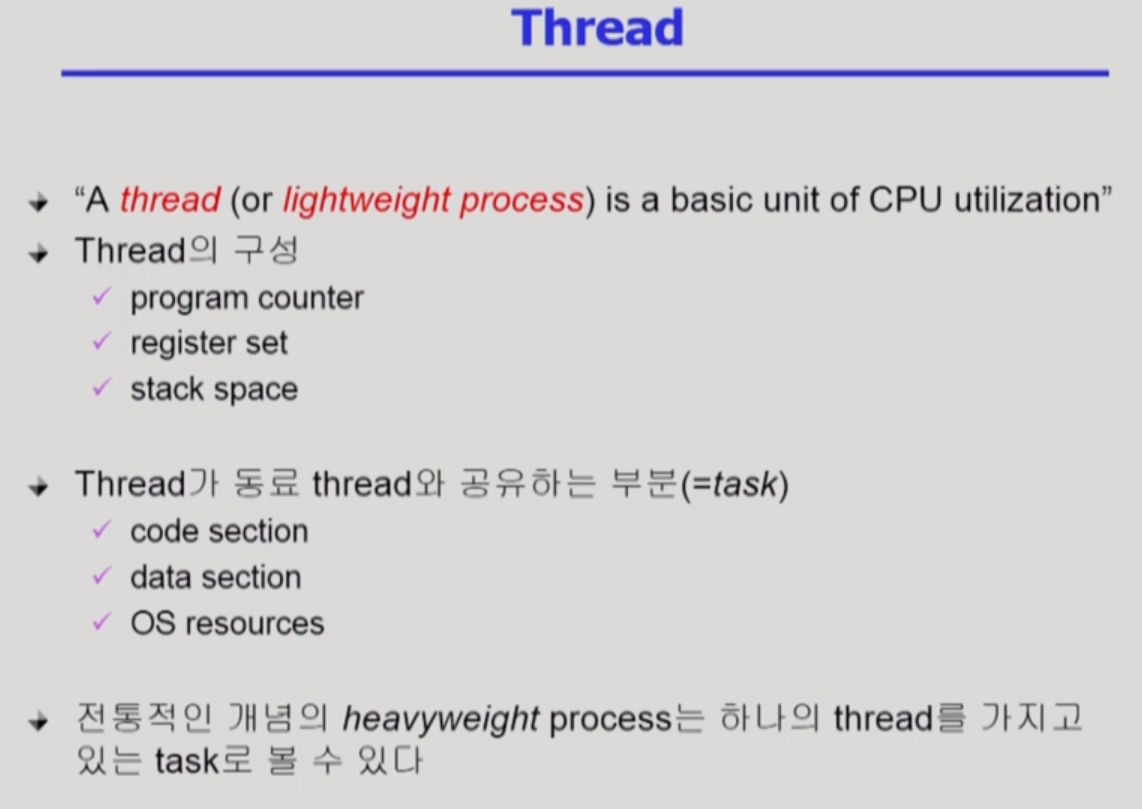 Thread
“A thread (or lightweight process) is a basic unit of CPU utilization”
Thread의 구성
program counter
register set
stack space
Thread가 동료 thread와 공유하는 부분(=task)
code section
data section
OS resources
전통적인 개념의 heavyweight process는 하나의 thread를 가지고
있는 task로 볼 수 있다